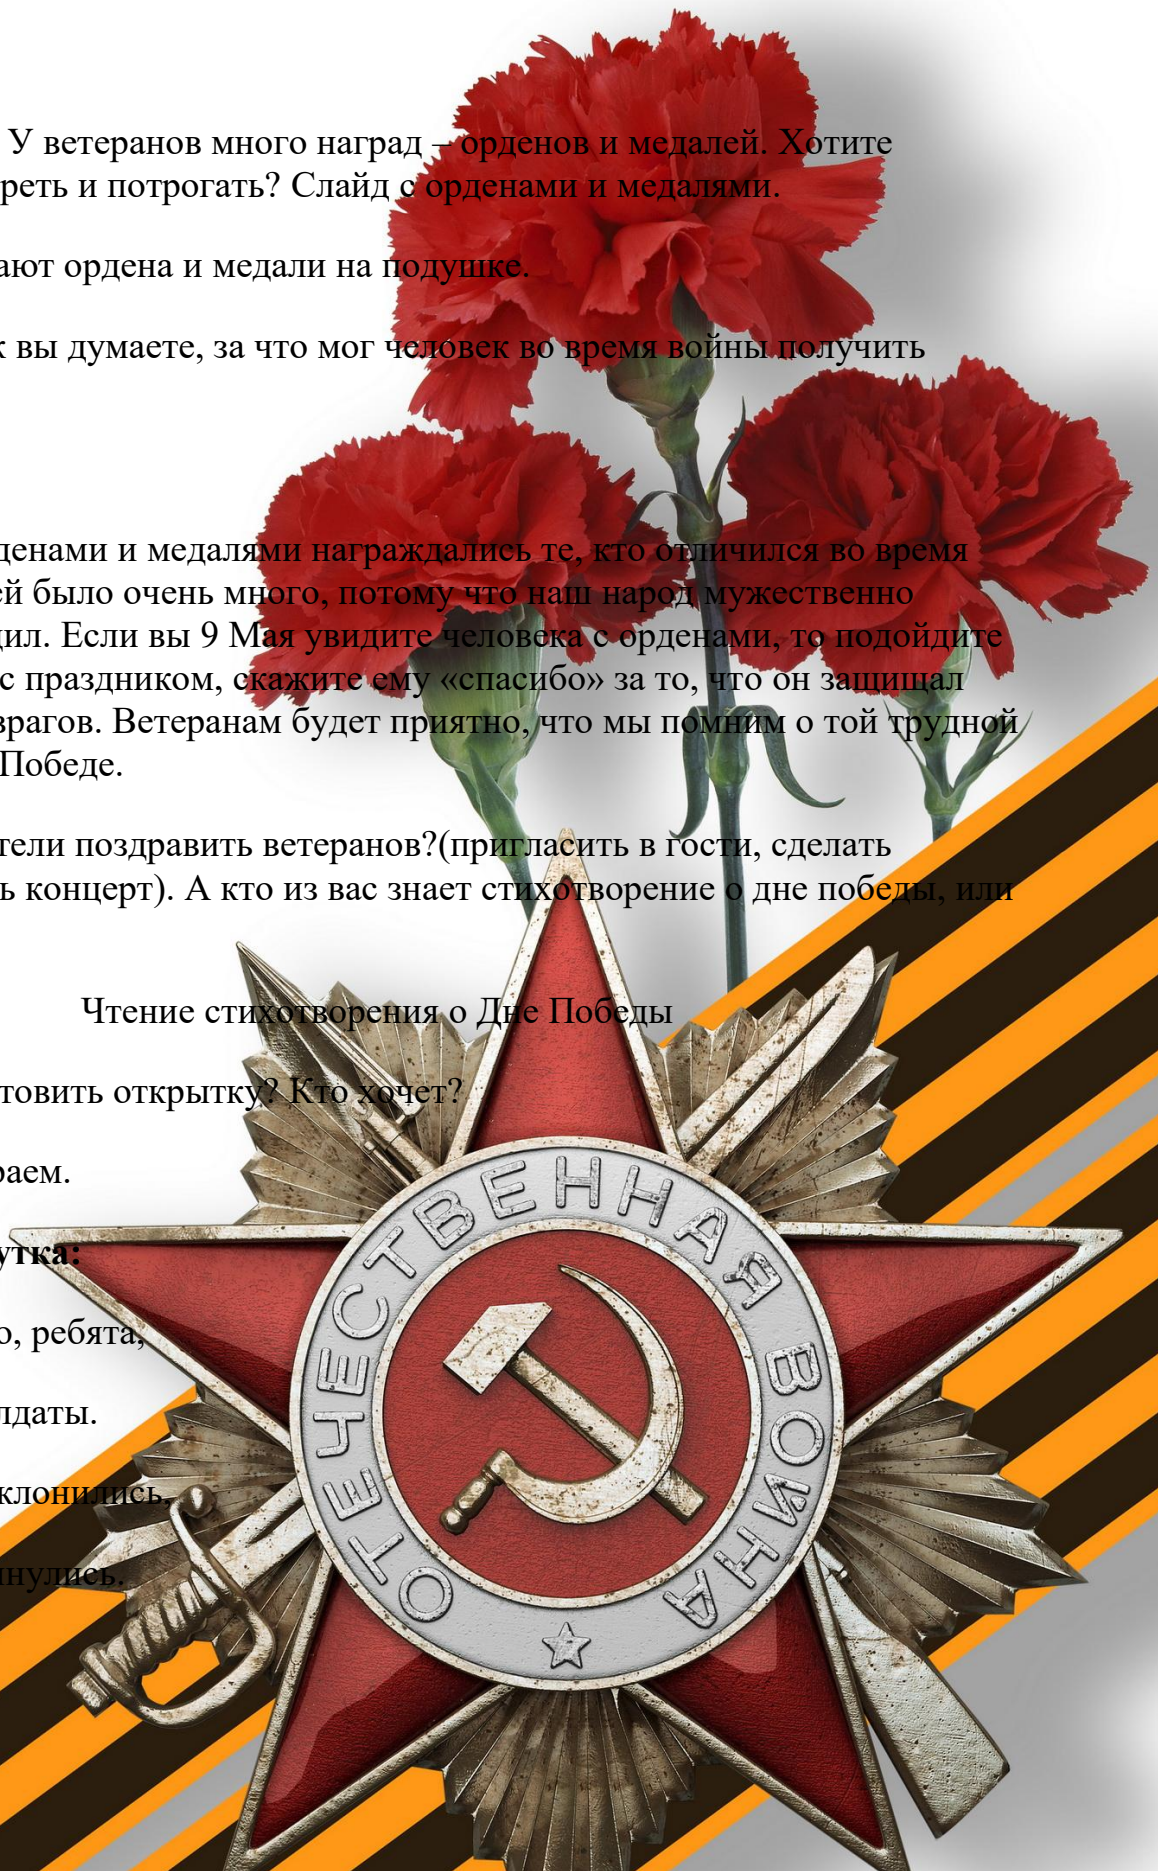 У ветеранов много наград – орденов и медалей. Хотите
реть и потрогать? Слайд с орденами и медалями.
ают ордена и медали на подушке.
к вы думаете, за что мог человек во время войны получить
денами и медалями награждались те, кто отличился во время
ей было очень много, потому что наш народ мужественно
дил. Если вы 9 Мая увидите человека с орденами, то подойдите
с праздником, скажите ему «спасибо» за то, что он защищал
врагов. Ветеранам будет приятно, что мы помним о той трудной
Победе.
тели поздравить ветеранов?(пригласить в гости, сделать
ь концерт). А кто из вас знает стихотворение о дне победы, или
Чтение стихотворения о Дне Победы
товить открытку? Кто хочет?
раем.
утка:
о, ребята,
лдаты.
клонились.
нулись.
ОТЕЧЕСТВЕННАЯ ВОЙНА